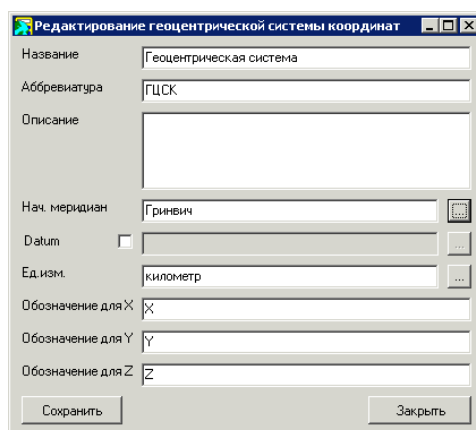 Редактирование геоцентрической системы координат
Название Геоцентрическая система
Аббревиатура ГЦСК
Описание
Нач. меридиан Гринвич ...
Datum ...
Ед.изм. километр ...
Обозначение для X X
Обозначение для Y Y
Обозначение для Z Z
Сохранить Закрыть